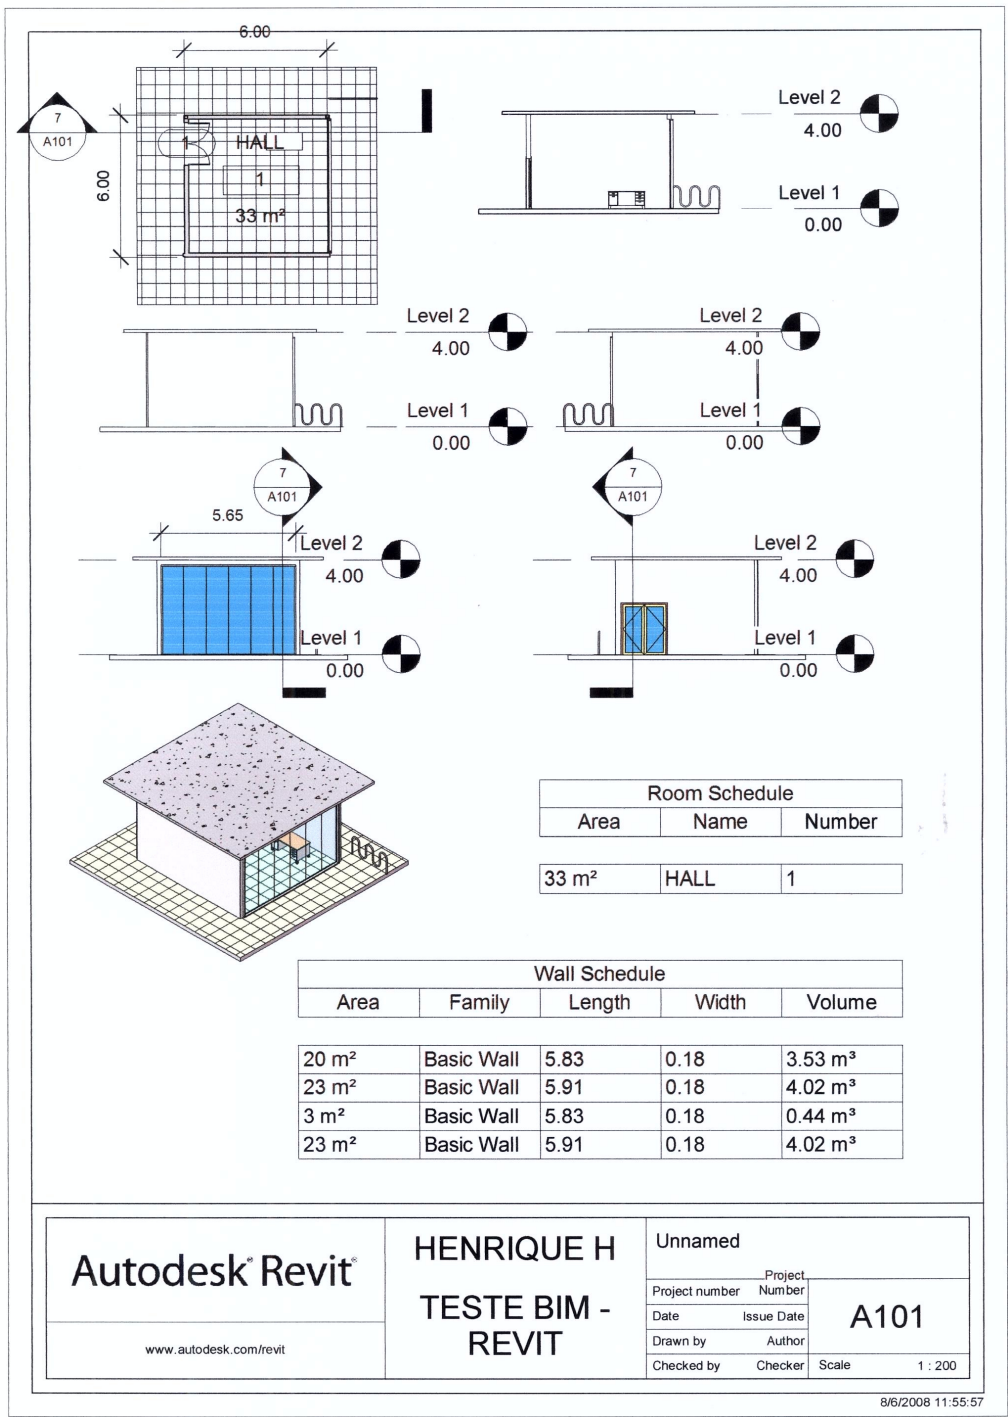 6.00
7
A101
1
HALL
1
33 m²
6.00
Level 2
4.00
Level 1
0.00
Level 2
4.00
Level 1
0.00
Level 2
4.00
Level 1
0.00
7
A101
5.65
Level 2
4.00
Level 1
0.00
7
A101
Level 2
4.00
Level 1
0.00
Room Schedule
Area Name Number
33 m² HALL 1
Wall Schedule
Area Family Length Width Volume
20 m² Basic Wall 5.83 0.18 3.53 m³
23 m² Basic Wall 5.91 0.18 4.02 m³
3 m² Basic Wall 5.83 0.18 0.44 m³
23 m² Basic Wall 5.91 0.18 4.02 m³
Autodesk® Revit®
www.autodesk.com/revit
HENRIQUE H
TESTE BIM -
REVIT
Unnamed
Project number Project Number
Date Issue Date
Drawn by Author
Checked by Checker
A101
Scale 1 : 200
8/6/2008 11:55:57